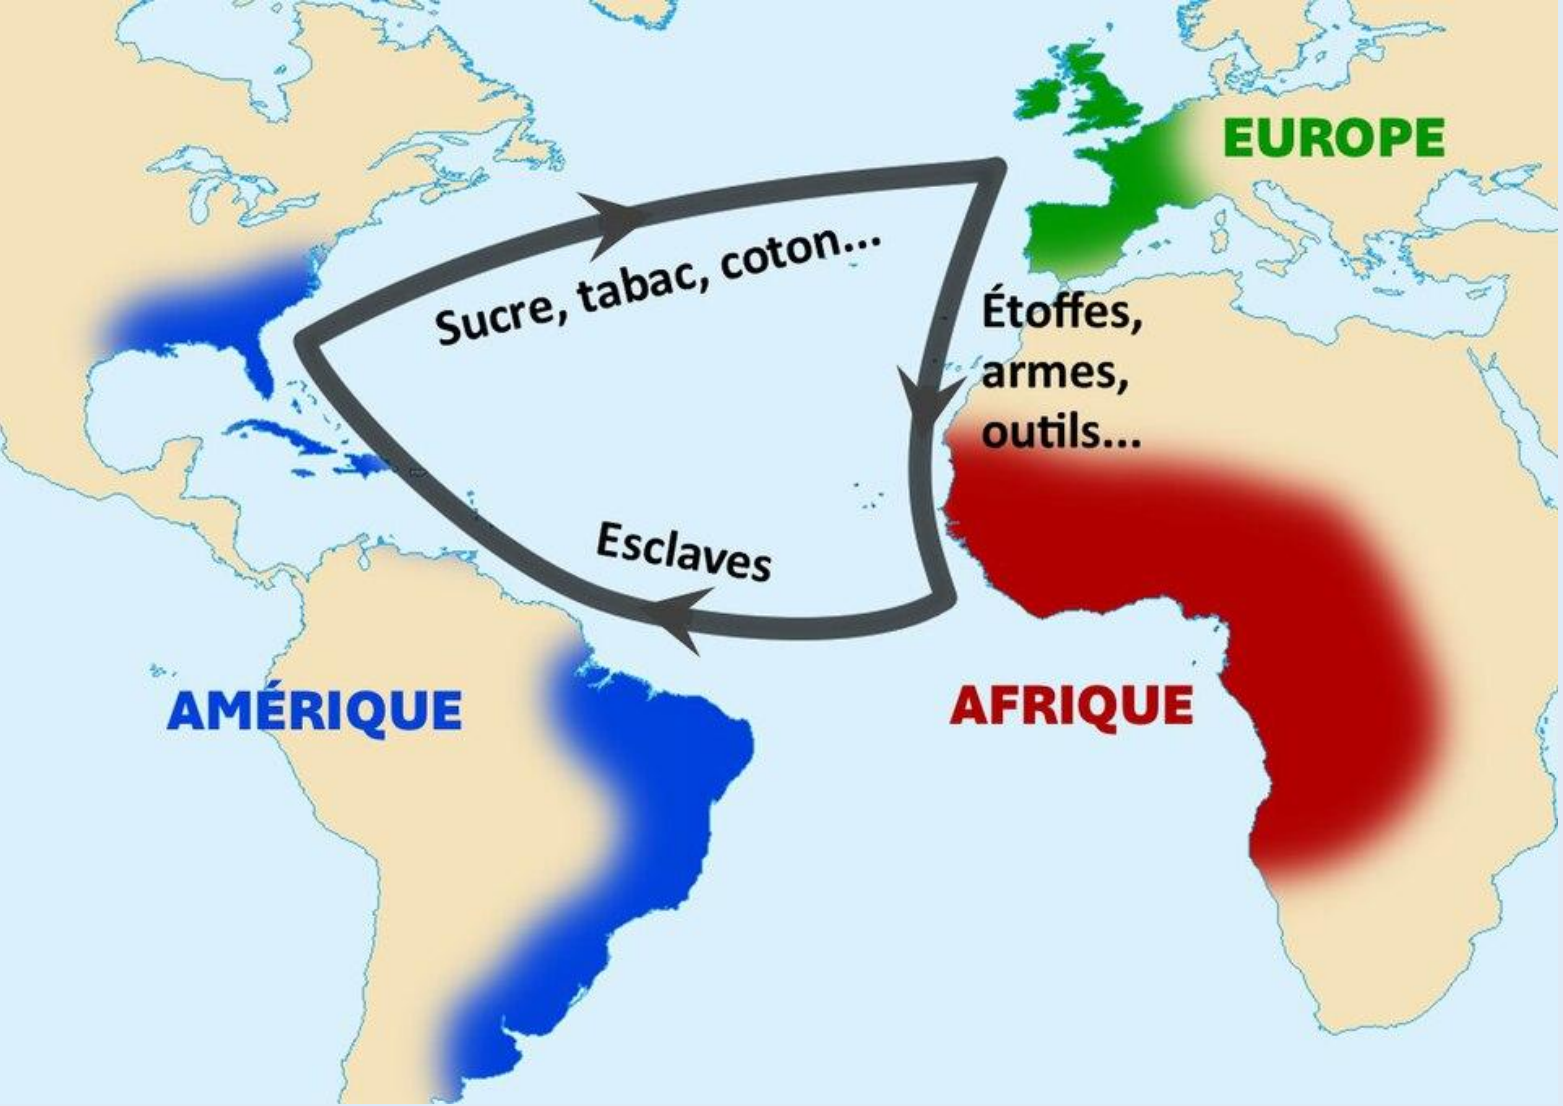 EUROPE
Sucre, tabac, coton...
Étoffes,
armes,
outils...
Esclaves
AMÉRIQUE
AFRIQUE